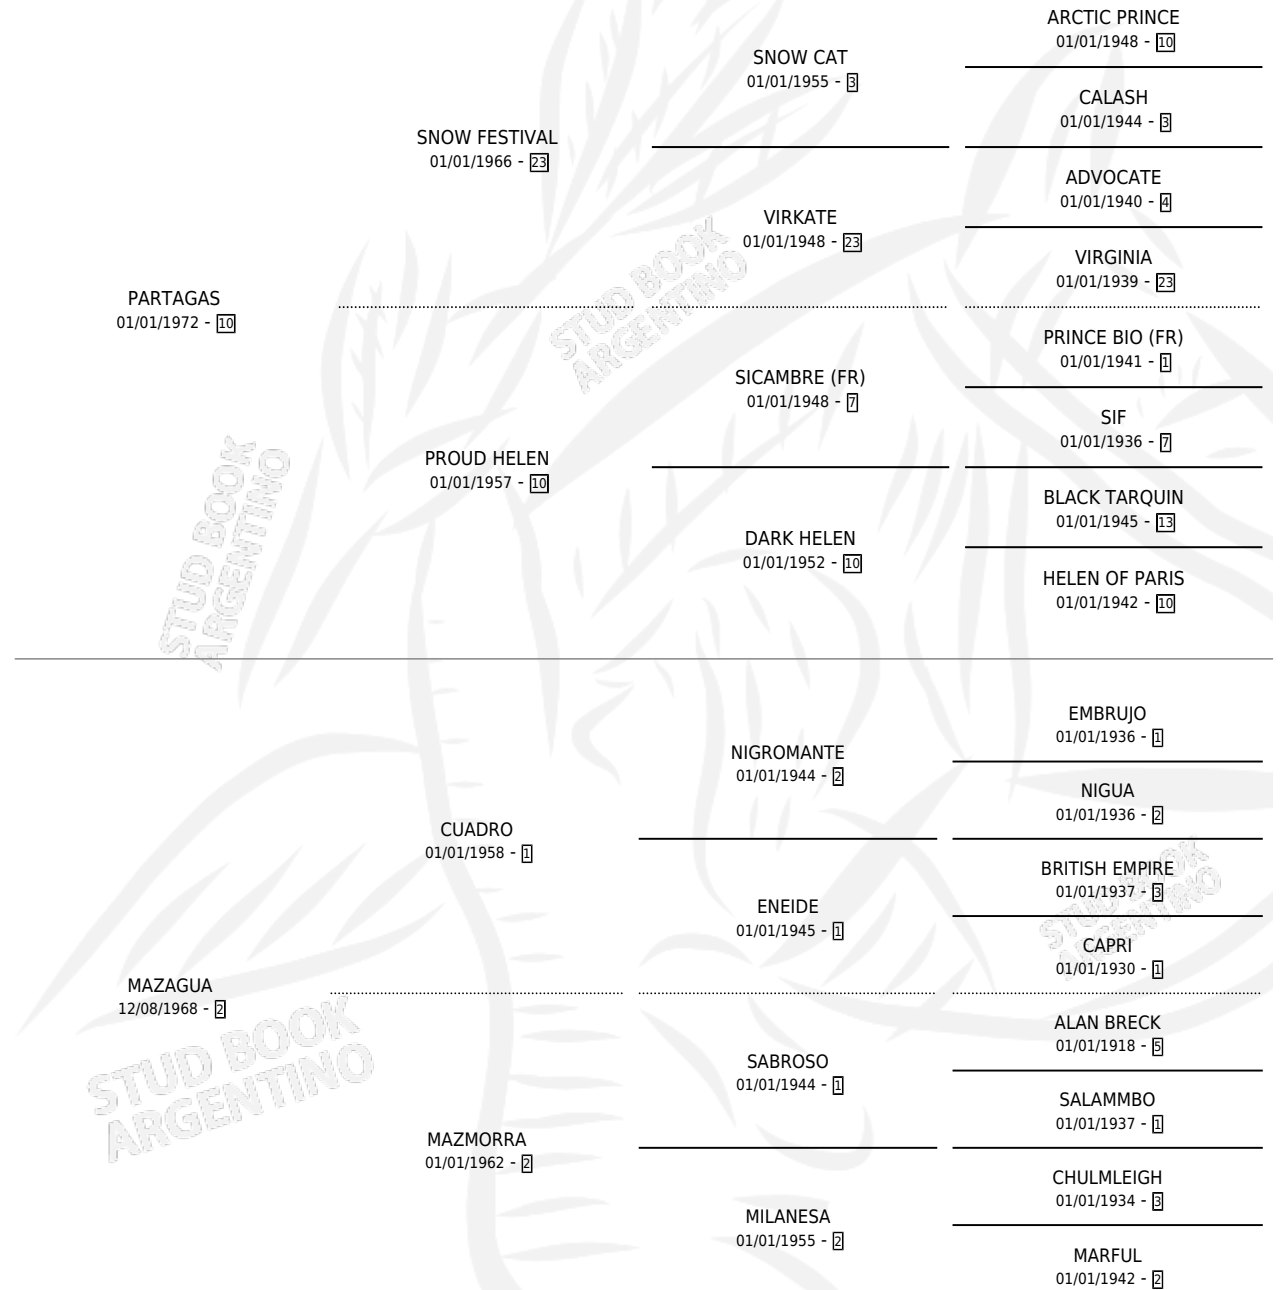 ARCTIC PRINCE
01/01/1948 - 10
SNOW CAT
01/01/1955 - 3
CALASH
01/01/1944 - 3
SNOW FESTIVAL
01/01/1966 - 23
ADVOCATE
01/01/1940 - 4
VIRKATE
01/01/1948 - 23
VIRGINIA
01/01/1939 - 23
PARTAGAS
01/01/1972 - 10
PRINCE BIO (FR)
01/01/1941 - 1
SICAMBRE (FR)
01/01/1948 - 7
SIF
01/01/1936 - 7
PROUD HELEN
01/01/1957 - 10
BLACK TARQUIN
01/01/1945 - 13
DARK HELEN
01/01/1952 - 10
HELEN OF PARIS
01/01/1942 - 10
STUD BOOK
ARGENTINO
STUD BOOK
ARGENTINO
EMBRUJO
01/01/1936 - 1
NIGROMANTE
01/01/1944 - 2
NIGUA
01/01/1936 - 2
CUADRO
01/01/1958 - 1
BRITISH EMPIRE
01/01/1937 - 3
ENEIDE
01/01/1945 - 1
CAPRI
01/01/1930 - 1
MAZAGUA
12/08/1968 - 2
ALAN BRECK
01/01/1918 - 5
SABROSO
01/01/1944 - 1
SALAMMBO
01/01/1937 - 1
MAZMORRA
01/01/1962 - 2
CHULMLEIGH
01/01/1934 - 3
MILANESA
01/01/1955 - 2
MARFUL
01/01/1942 - 2
STUD BOOK
ARGENTINO
STUD BOOK
ARGENTINO